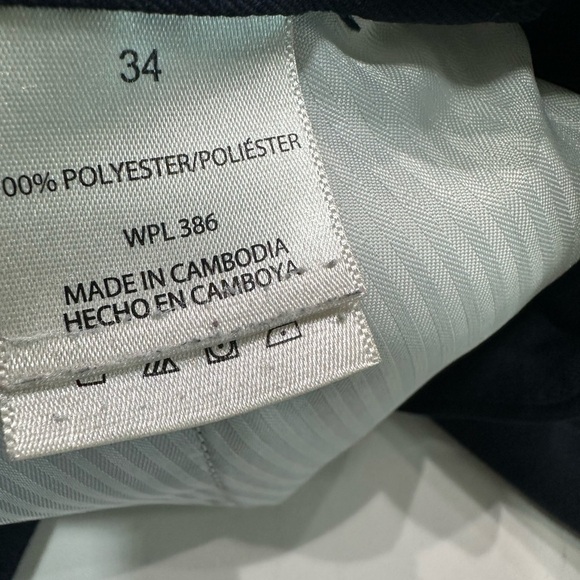 34
00% POLYESTER/POLIÉSTER
WPL 386
MADE IN CAMBODIA
HECHO EN CAMBOYA